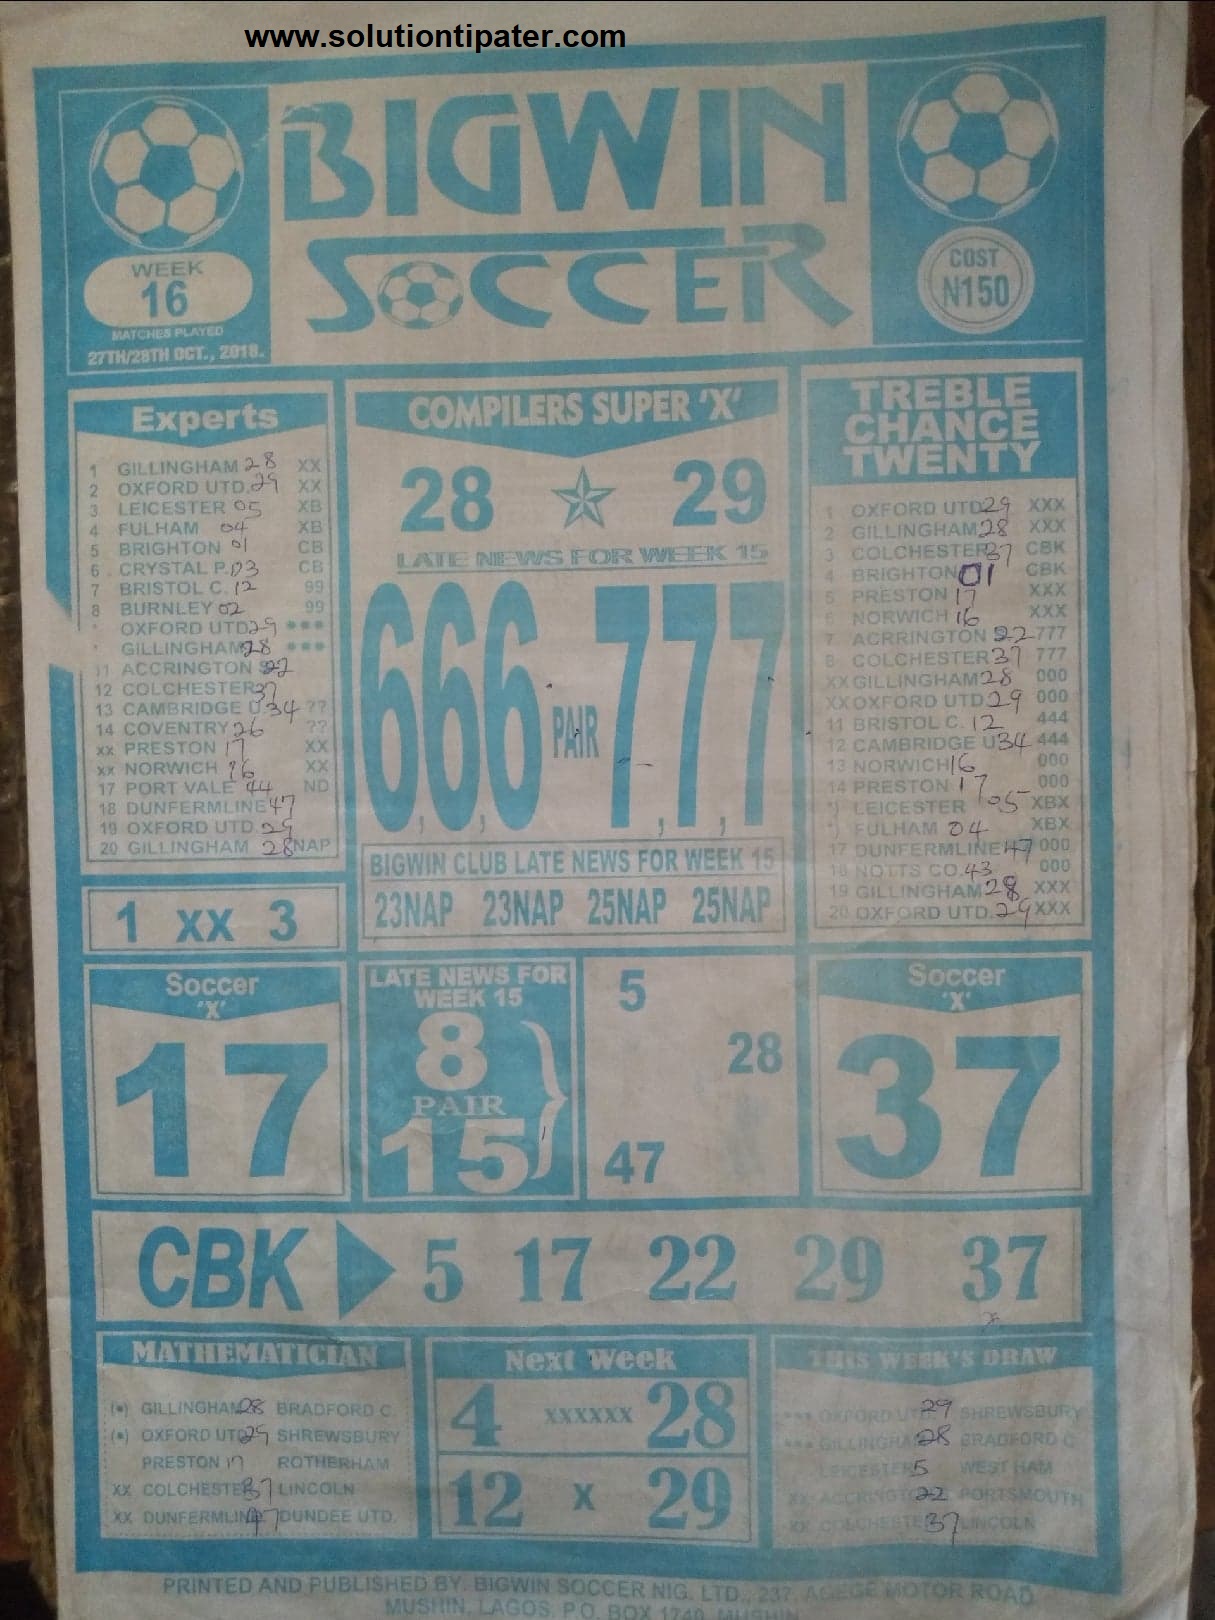 www.solutiontipater.com
BIGWIN
SOCCER
WEEK
16
MATCHES PLAYED
27TH/28TH OCT., 2018.
COST
N150
Experts
1 GILLINGHAM 28 XX
2 OXFORD UTD. 29 XX
3 LEICESTER 05 XB
4 FULHAM 04 XB
5 BRIGHTON 01 CB
6 CRYSTAL P. 03 CB
7 BRISTOL C. 12 99
8 BURNLEY 02 99
* OXFORD UTD 29 ***
* GILLINGHAM 28 ***
11 ACCRINGTON S 22
12 COLCHESTER 37
13 CAMBRIDGE U. 34 ??
14 COVENTRY 26 ??
xx PRESTON 17 XX
xx NORWICH 16 XX
17 PORT VALE 44 ND
18 DUNFERMLINE 47
19 OXFORD UTD. 29
20 GILLINGHAM 28 NAP
1 XX 3
COMPILERS SUPER 'X'
28 29
LATE NEWS FOR WEEK 15
6,6,6 PAIR 7,7,7
BIGWIN CLUB LATE NEWS FOR WEEK 15
23NAP 23NAP 25NAP 25NAP
TREBLE
CHANCE
TWENTY
1 OXFORD UTD 29 XXX
2 GILLINGHAM 28 XXX
3 COLCHESTER 37 CBK
4 BRIGHTON 01 CBK
5 PRESTON 17 XXX
6 NORWICH 16 XXX
7 ACRRINGTON S 22 777
8 COLCHESTER 37 777
XX GILLINGHAM 28 000
XX OXFORD UTD 29 000
11 BRISTOL C. 12 444
12 CAMBRIDGE U 34 444
13 NORWICH 16 000
14 PRESTON 17 000
*) LEICESTER 05 XBX
*) FULHAM 04 XBX
17 DUNFERMLINE 47 000
18 NOTTS CO. 43 000
19 GILLINGHAM 28 XXX
20 OXFORD UTD. 29 XXX
Soccer
'X'
17
LATE NEWS FOR
WEEK 15
8
PAIR
15
5
28
47
Soccer
'X'
37
CBK 5 17 22 29 37
MATHEMATICIAN
(*) GILLINGHAM 28 BRADFORD C.
(*) OXFORD UTD 29 SHREWSBURY
PRESTON 17 ROTHERHAM
XX COLCHESTER 37 LINCOLN
XX DUNFERMLINE 47 DUNDEE UTD.
Next Week
4 XXXXXX 28
12 X 29
THIS WEEK'S DRAW
*** OXFORD UTD 29 SHREWSBURY
*** GILLINGHAM 28 BRADFORD C
LEICESTER 5 WEST HAM
XX ACCRINGTON 22 PORTSMOUTH
XX COLCHESTER 37 LINCOLN
PRINTED AND PUBLISHED BY. BIGWIN SOCCER NIG. LTD., 237, AGEGE MOTOR ROAD
MUSHIN, LAGOS. P.O. BOX 1740, MUSHIN